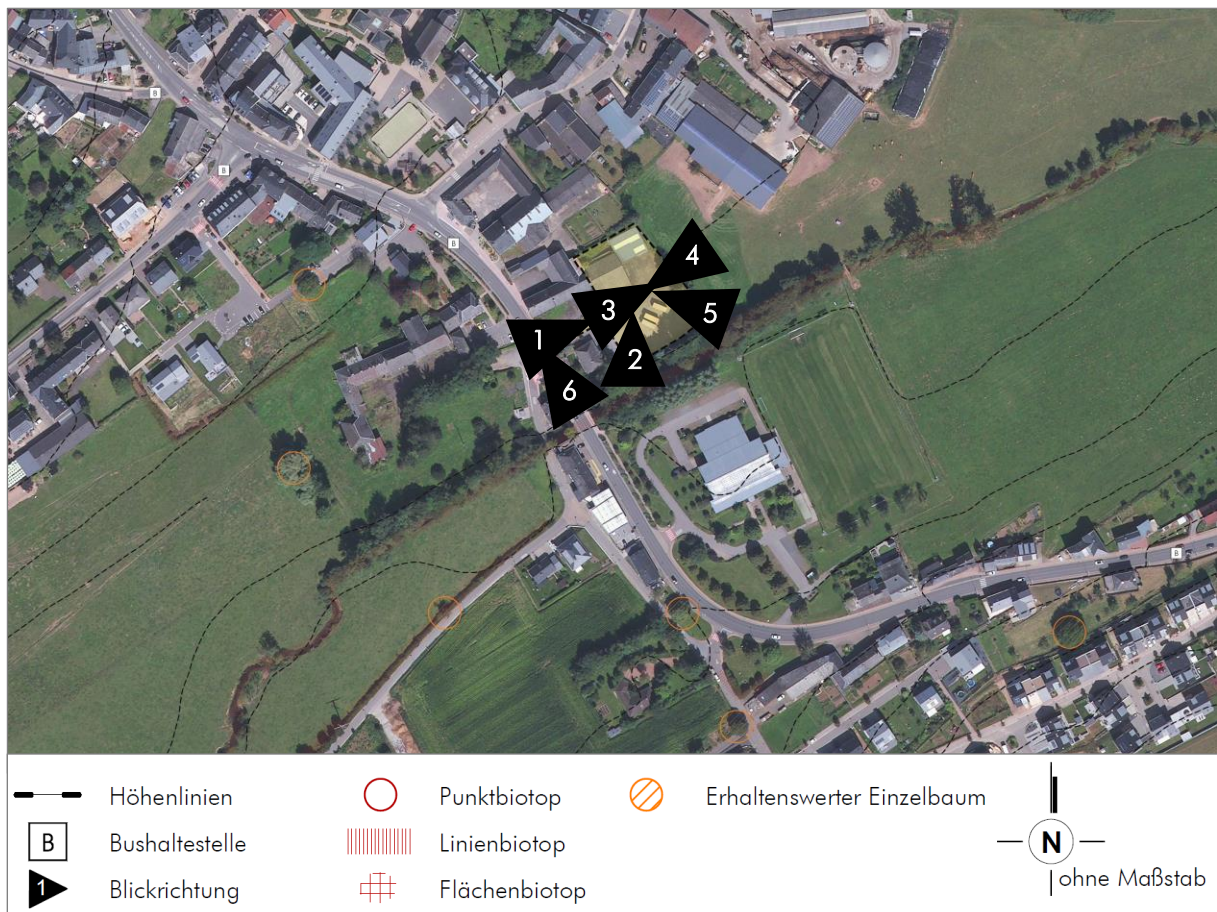 B
B
B
4
3
5
1
2
6
B
Höhenlinien
Punktbiotop
Erhaltenswerter Einzelbaum
B
Bushaltestelle
Linienbiotop
N
1
Blickrichtung
Flächenbiotop
ohne Maßstab